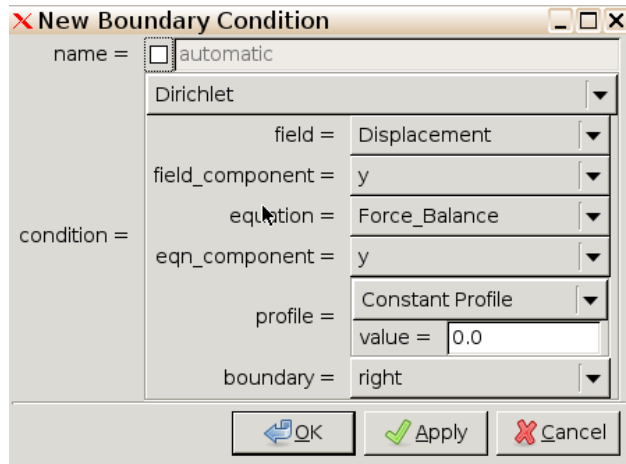 New Boundary Condition
name = automatic
condition =
Dirichlet
field = Displacement
field_component = y
equation = Force_Balance
eqn_component = y
profile = Constant Profile
value = 0.0
boundary = right
OK Apply Cancel